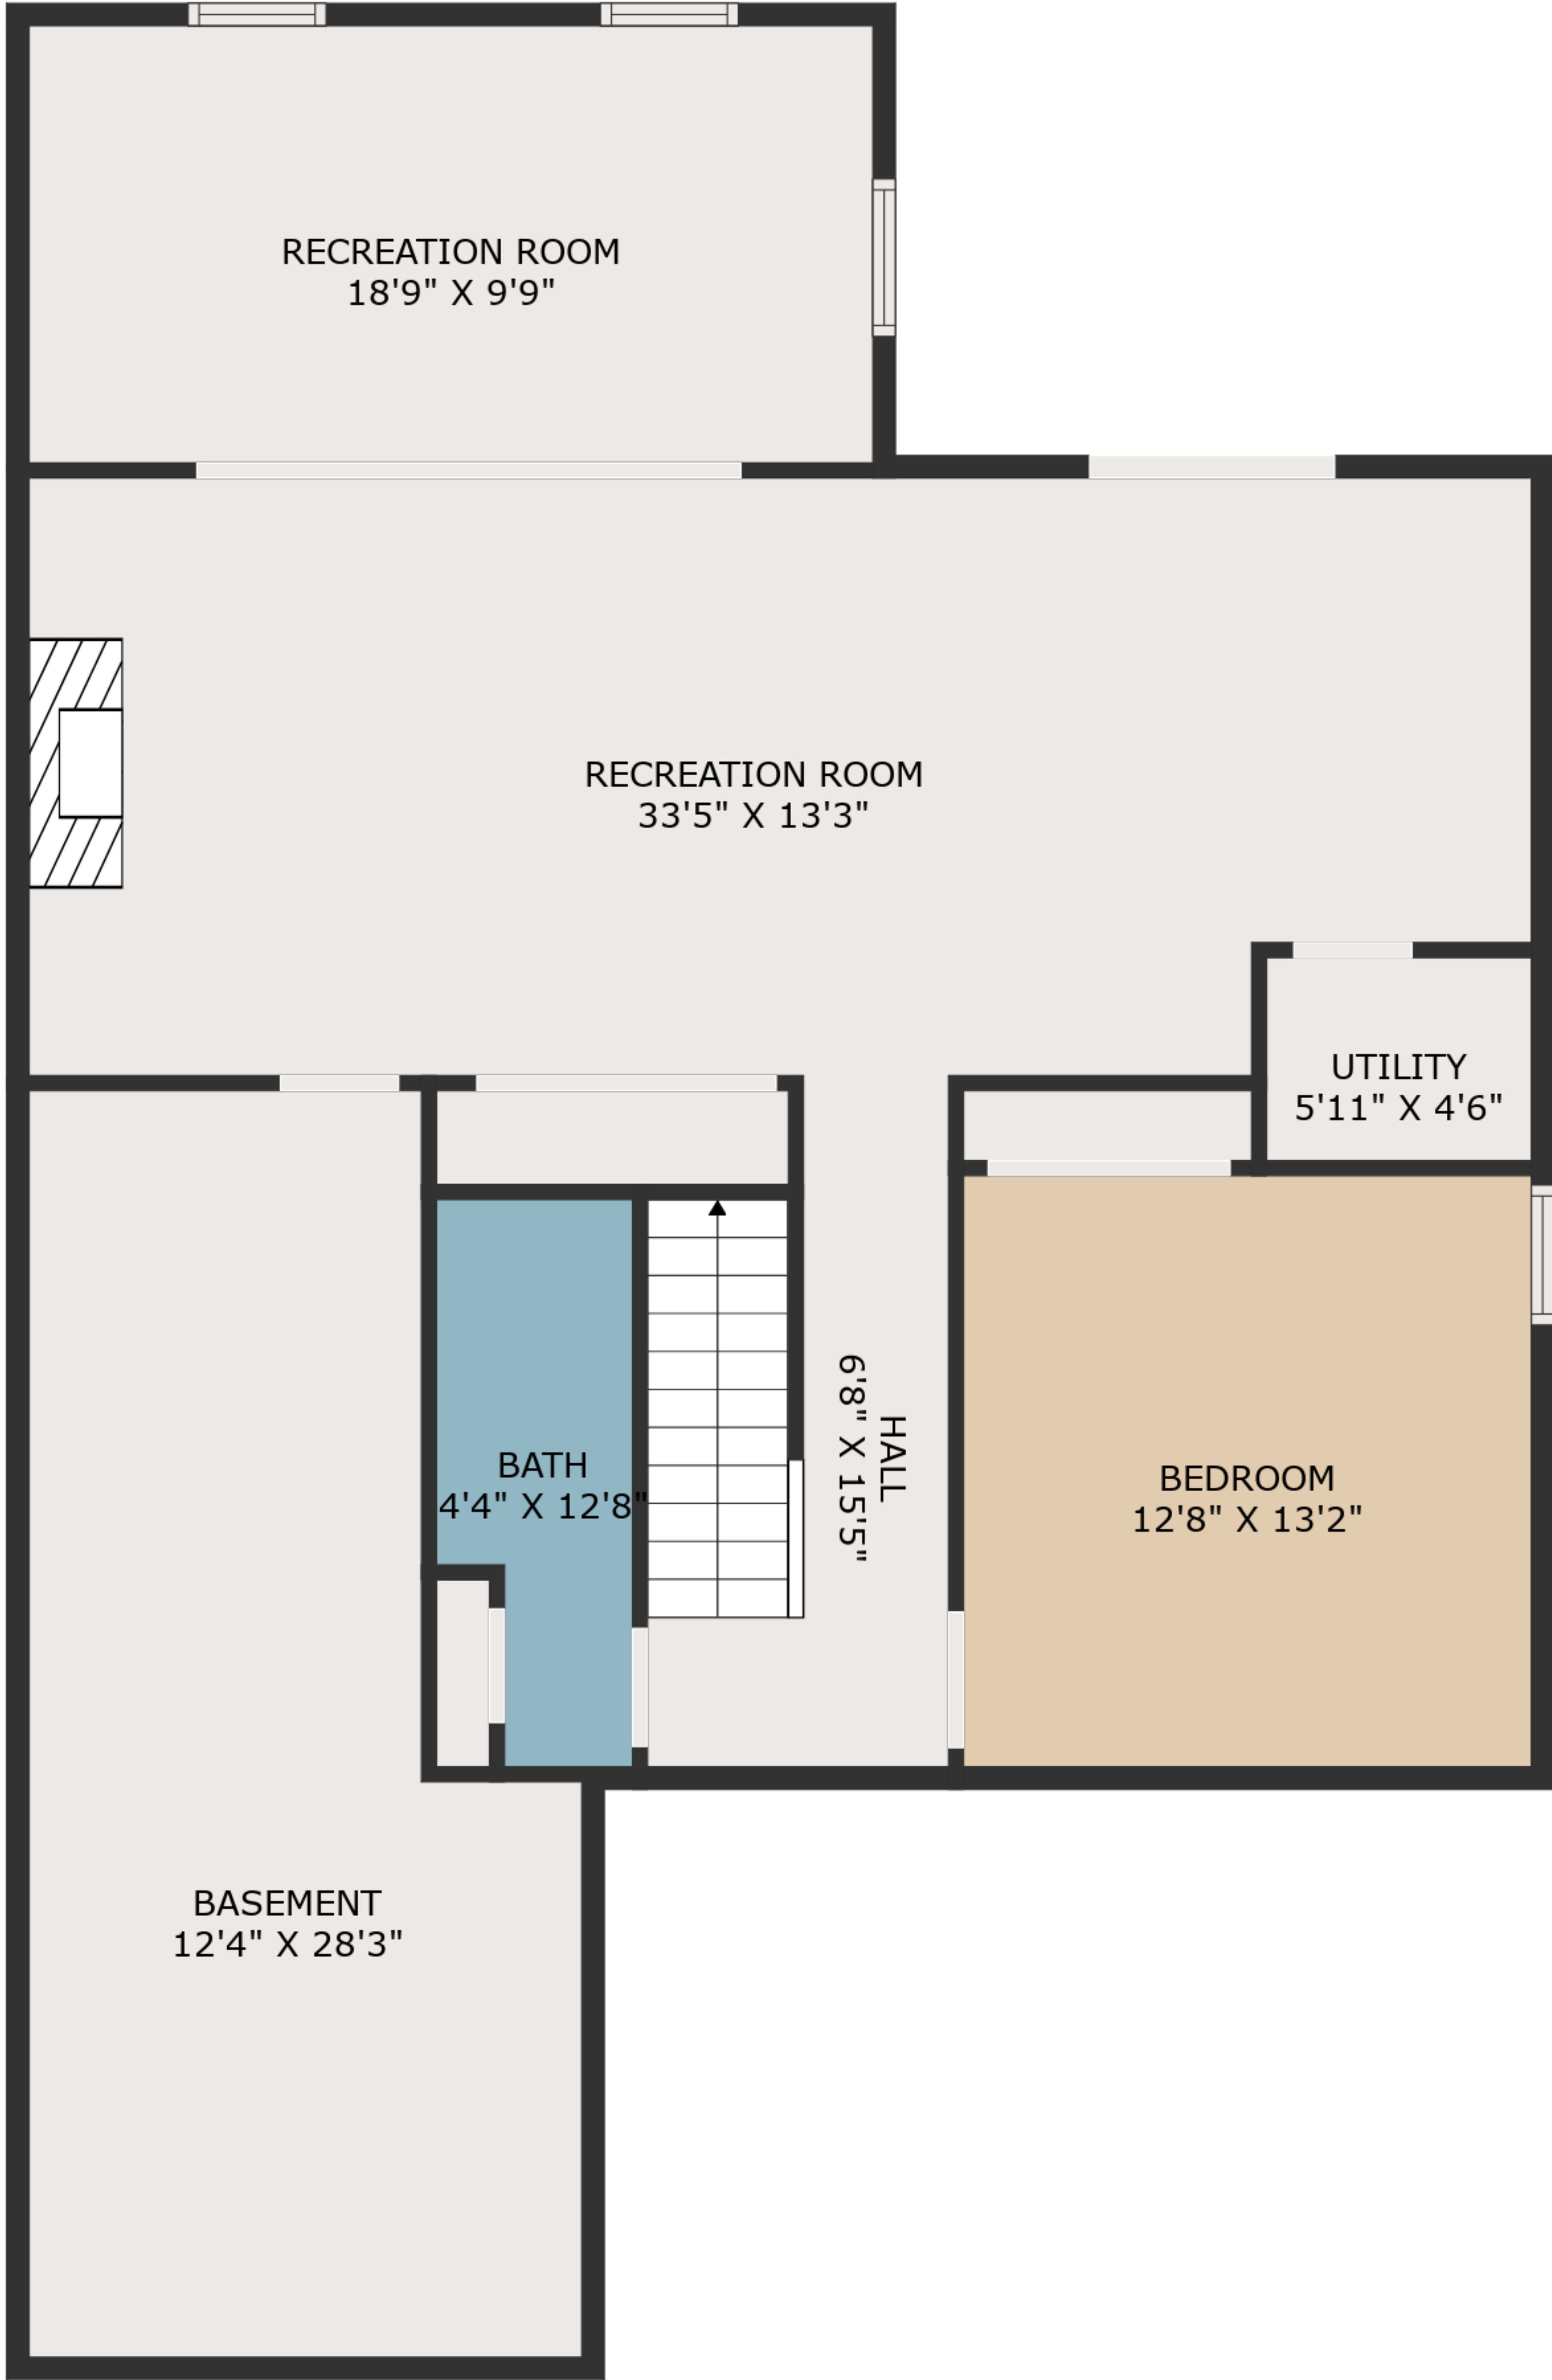 RECREATION ROOM
18'9" X 9'9"
RECREATION ROOM
33'5" X 13'3"
UTILITY
5'11" X 4'6"
HALL
6'8" X 15'5"
BATH
4'4" X 12'8"
BEDROOM
12'8" X 13'2"
BASEMENT
12'4" X 28'3"